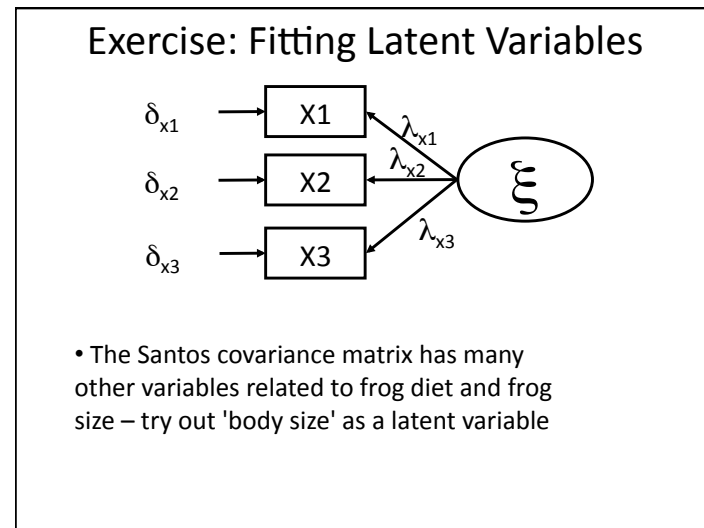 Exercise: Fitting Latent Variables
δx1
X1
λx1
δx2
X2
λx2
ξ
δx3
X3
λx3
• The Santos covariance matrix has many
other variables related to frog diet and frog
size – try out 'body size' as a latent variable